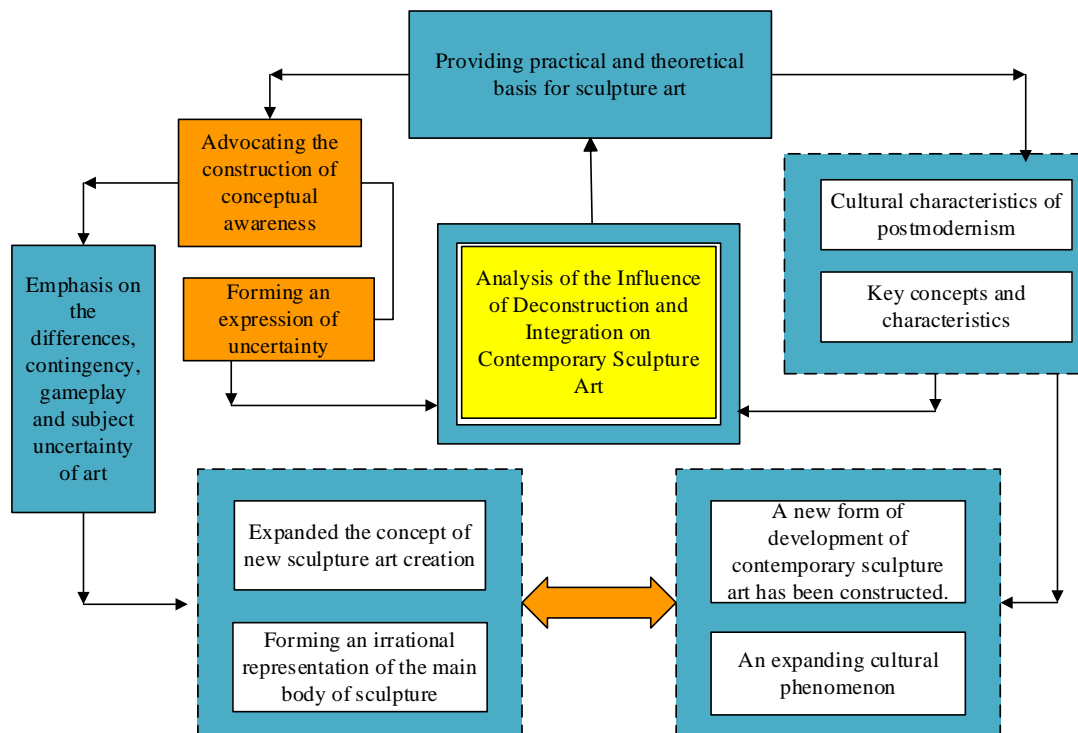 Providing practical and theoretical
basis for sculpture art
Advocating the
construction of
conceptual
awareness
Cultural characteristics of
postmodernism
Key concepts and
characteristics
Analysis of the Influence
of Deconstruction and
Integration on
Contemporary Sculpture
Art
Forming an
expression of
uncertainty
Emphasis on
the
differences,
contingency,
gameplay
and subject
uncertainty
of art
Expanded the concept of
new sculpture art creation
Forming an irrational
representation of the main
body of sculpture
A new form of
development of
contemporary sculpture
art has been constructed.
An expanding cultural
phenomenon